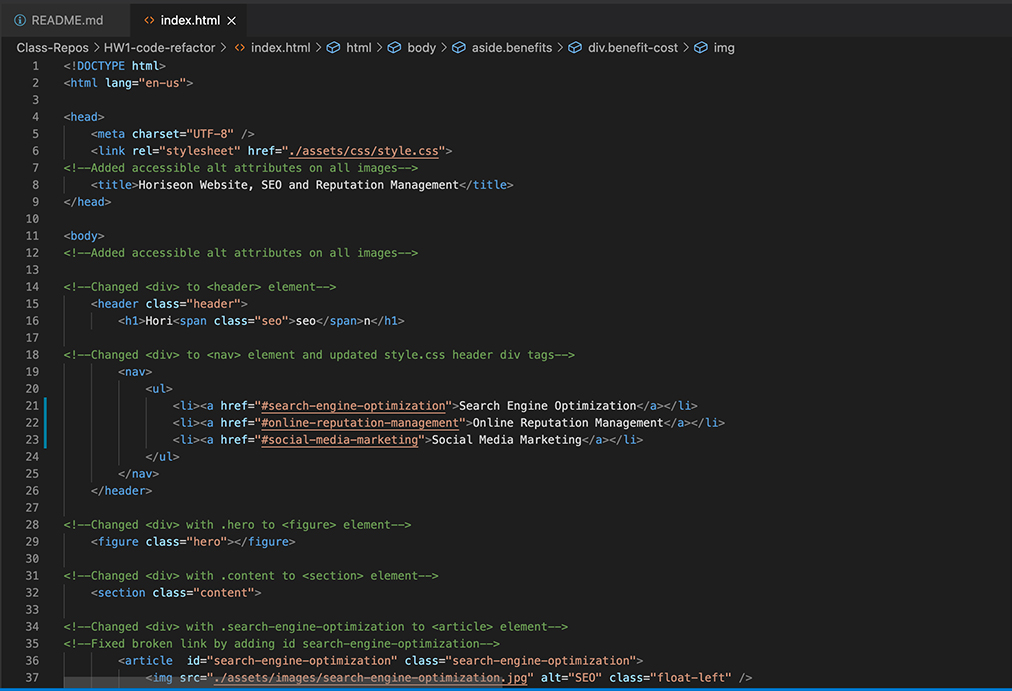 README.md index.html
Class-Repos > HW1-code-refactor > index.html > html > body > aside.benefits > div.benefit-cost > img
1 <!DOCTYPE html>
2 <html lang="en-us">
3
4 <head>
5 <meta charset="UTF-8" />
6 <link rel="stylesheet" href="./assets/css/style.css">
7 <!--Added accessible alt attributes on all images-->
8 <title>Horiseon Website, SEO and Reputation Management</title>
9 </head>
10
11 <body>
12 <!--Added accessible alt attributes on all images-->
13
14 <!--Changed <div> to <header> element-->
15 <header class="header">
16 <h1>Hori<span class="seo">seo</span>n</h1>
17
18 <!--Changed <div> to <nav> element and updated style.css header div tags-->
19 <nav>
20 <ul>
21 <li><a href="#search-engine-optimization">Search Engine Optimization</a></li>
22 <li><a href="#online-reputation-management">Online Reputation Management</a></li>
23 <li><a href="#social-media-marketing">Social Media Marketing</a></li>
24 </ul>
25 </nav>
26 </header>
27
28 <!--Changed <div> with .hero to <figure> element-->
29 <figure class="hero"></figure>
30
31 <!--Changed <div> with .content to <section> element-->
32 <section class="content">
33
34 <!--Changed <div> with .search-engine-optimization to <article> element-->
35 <!--Fixed broken link by adding id search-engine-optimization-->
36 <article  id="search-engine-optimization" class="search-engine-optimization">
37 <img src="./assets/images/search-engine-optimization.jpg" alt="SEO" class="float-left" />